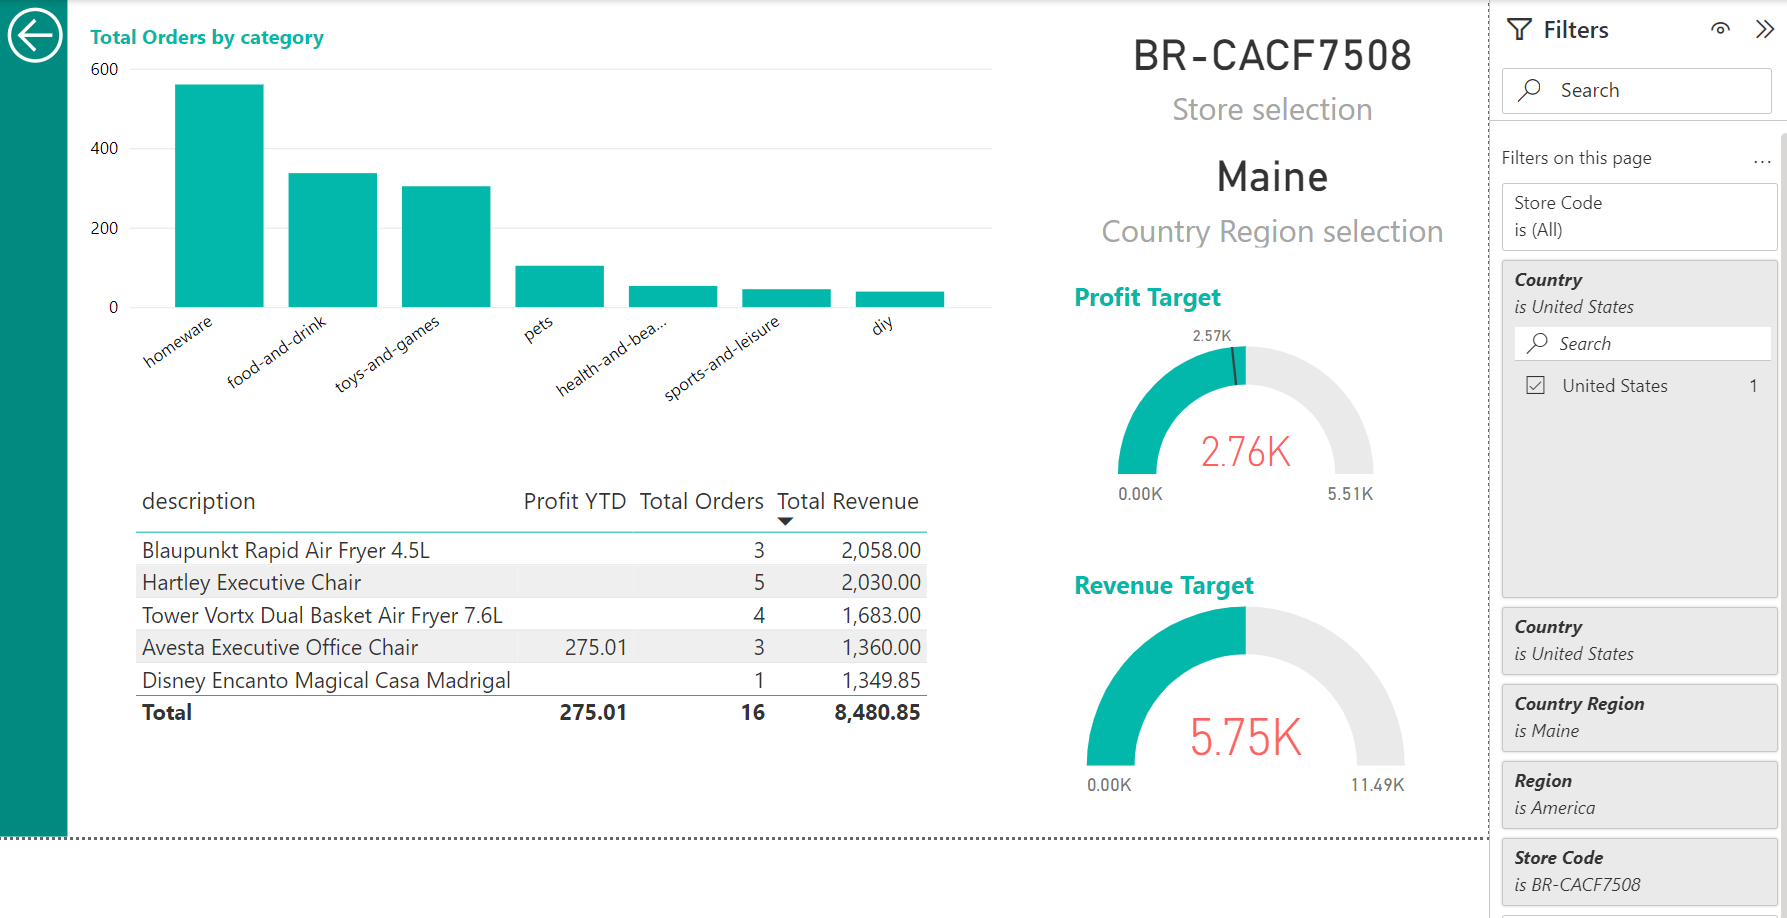 Total Orders by category
600
400
200
0
homeware
food-and-drink
toys-and-games
pets
health-and-bea...
sports-and-leisure
diy
description Profit YTD Total Orders Total Revenue
Blaupunkt Rapid Air Fryer 4.5L 3 2,058.00
Hartley Executive Chair 5 2,030.00
Tower Vortx Dual Basket Air Fryer 7.6L 4 1,683.00
Avesta Executive Office Chair 275.01 3 1,360.00
Disney Encanto Magical Casa Madrigal 1 1,349.85
Total 275.01 16 8,480.85
BR-CACF7508
Store selection
Maine
Country Region selection
Profit Target
2.57K
2.76K
0.00K 5.51K
Revenue Target
5.75K
0.00K 11.49K
Filters
Search
Filters on this page ...
Store Code
is (All)
Country
is United States
Search
United States 1
Country
is United States
Country Region
is Maine
Region
is America
Store Code
is BR-CACF7508